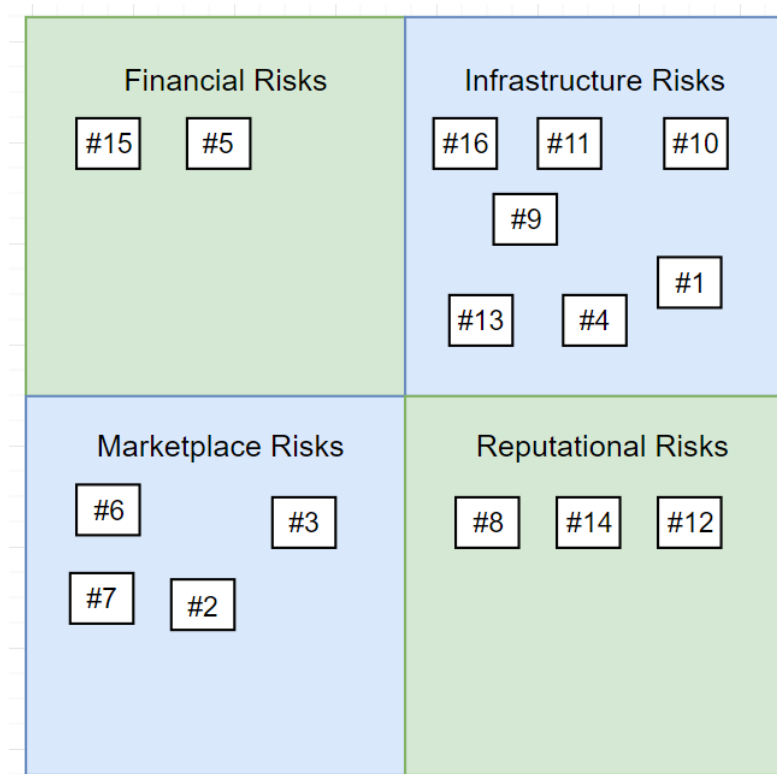 Financial Risks
#15 #5
Infrastructure Risks
#16 #11 #10
#9
#1
#13 #4
Marketplace Risks
#6 #3
#7 #2
Reputational Risks
#8 #14 #12